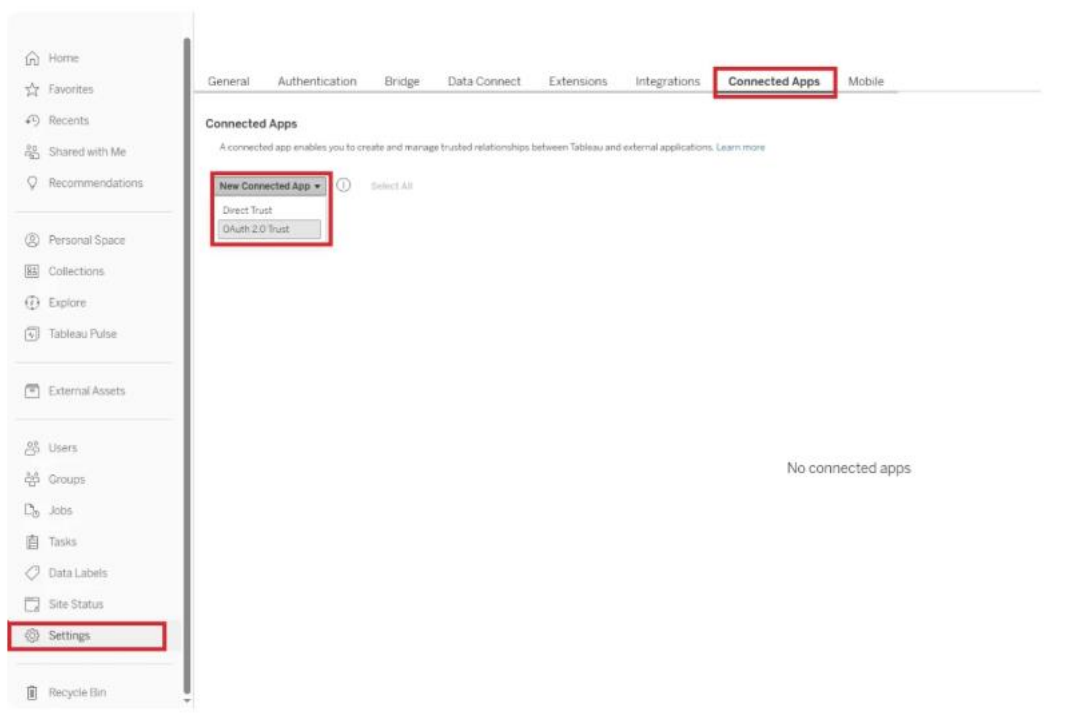 Home
Favorites
Recents
Shared with Me
Recommendations
Personal Space
Collections
Explore
Tableau Pulse
External Assets
Users
Groups
Jobs
Tasks
Data Labels
Site Status
Settings
Recycle Bin
General Authentication Bridge Data Connect Extensions Integrations Connected Apps Mobile
Connected Apps
A connected app enables you to create and manage trusted relationships between Tableau and external applications. Learn more
New Connected App Select All
Direct Trust
OAuth 2.0 Trust
No connected apps